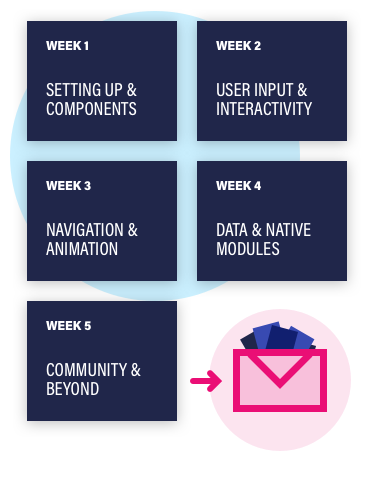 WEEK 1
SETTING UP &
COMPONENTS
WEEK 2
USER INPUT &
INTERACTIVITY
WEEK 3
NAVIGATION &
ANIMATION
WEEK 4
DATA & NATIVE
MODULES
WEEK 5
COMMUNITY &
BEYOND